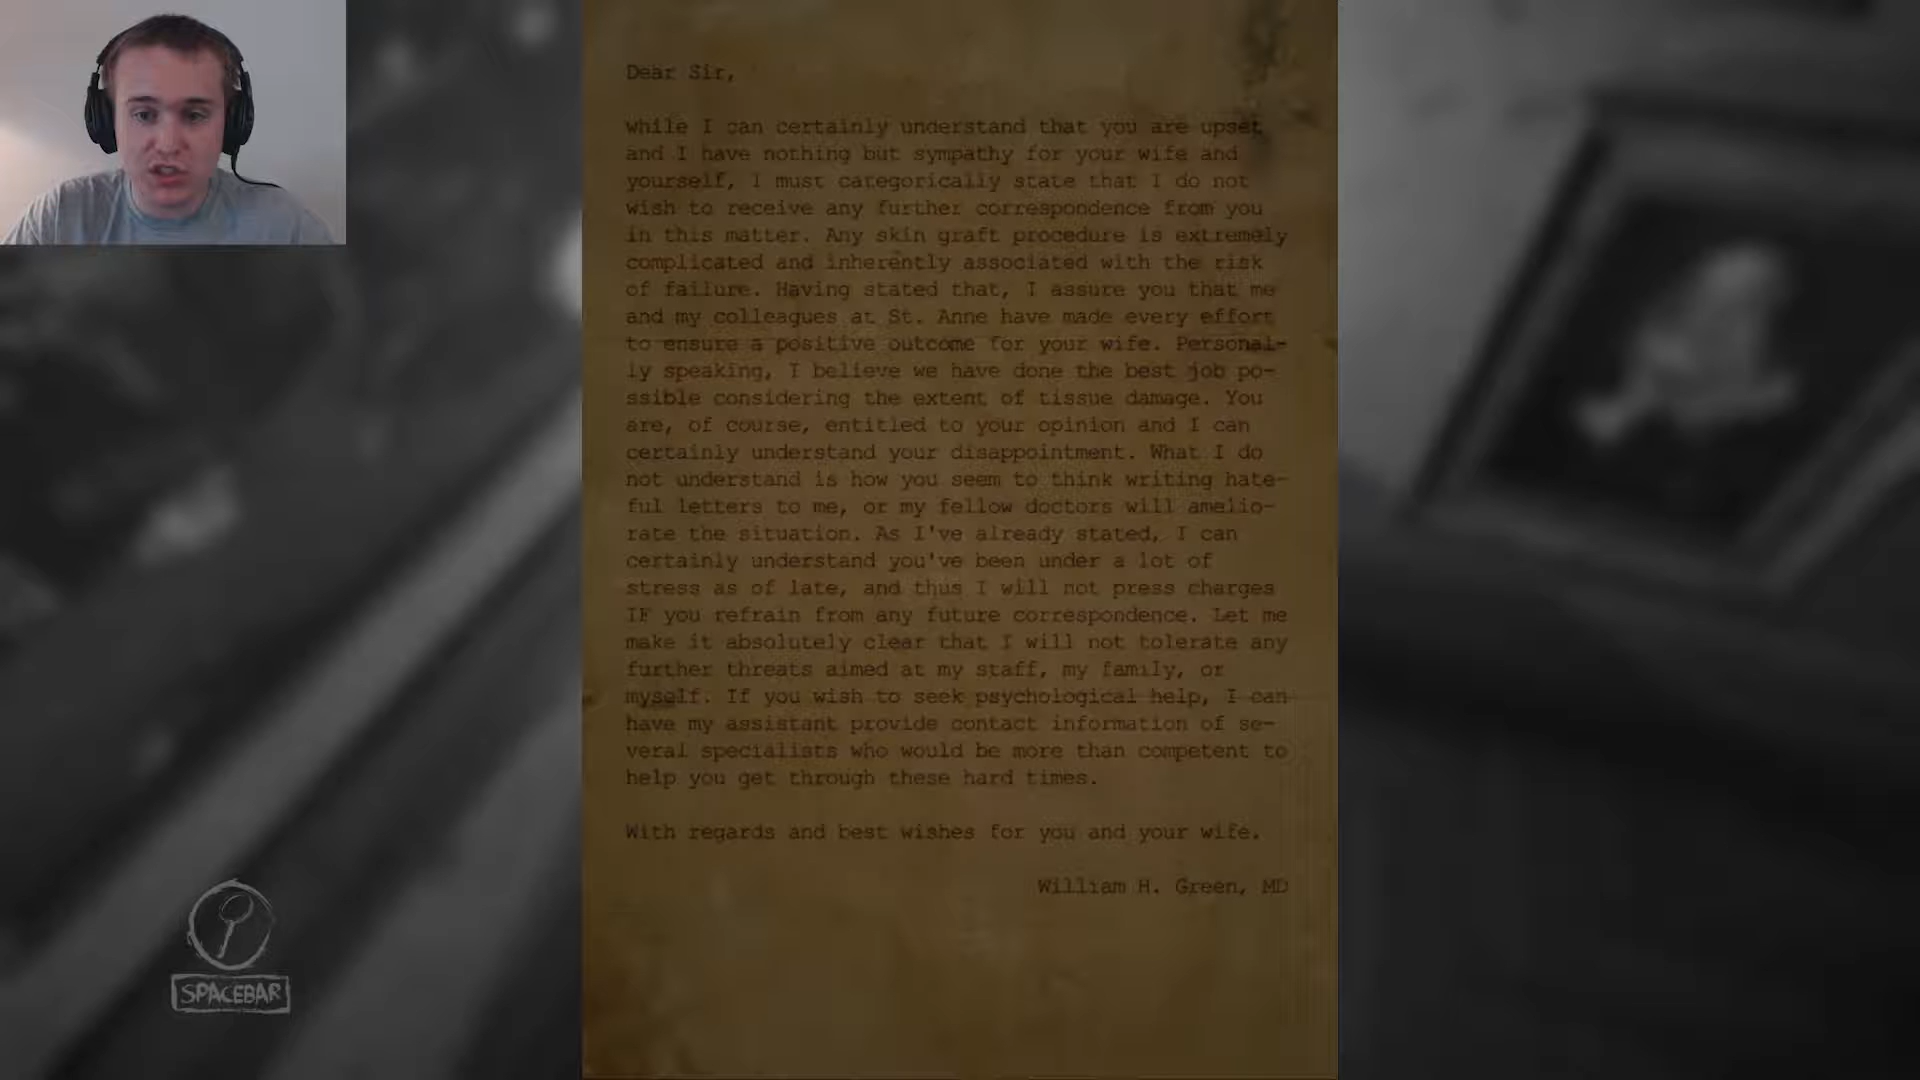 Dear Sir,
while I can certainly understand that you are upset
and I have nothing but sympathy for your wife and
yourself, I must categorically state that I do not
wish to receive any further correspondence from you
in this matter. Any skin graft procedure is extremely
complicated and inherently associated with the risk
of failure. Having stated that, I assure you that me
and my colleagues at St. Anne have made every effort
to ensure a positive outcome for your wife. Personal-
ly speaking, I believe we have done the best job po-
ssible considering the extent of tissue damage. You
are, of course, entitled to your opinion and I can
certainly understand your disappointment. What I do
not understand is how you seem to think writing hate-
ful letters to me, or my fellow doctors will amelio-
rate the situation. As I've already stated, I can
certainly understand you've been under a lot of
stress as of late, and thus I will not press charges
IF you refrain from any future correspondence. Let me
make it absolutely clear that I will not tolerate any
further threats aimed at my staff, my family, or
myself. If you wish to seek psychological help, I can
have my assistant provide contact information of se-
veral specialists who would be more than competent to
help you get through these hard times.
With regards and best wishes for you and your wife.
William H. Green, MD
SPACEBAR